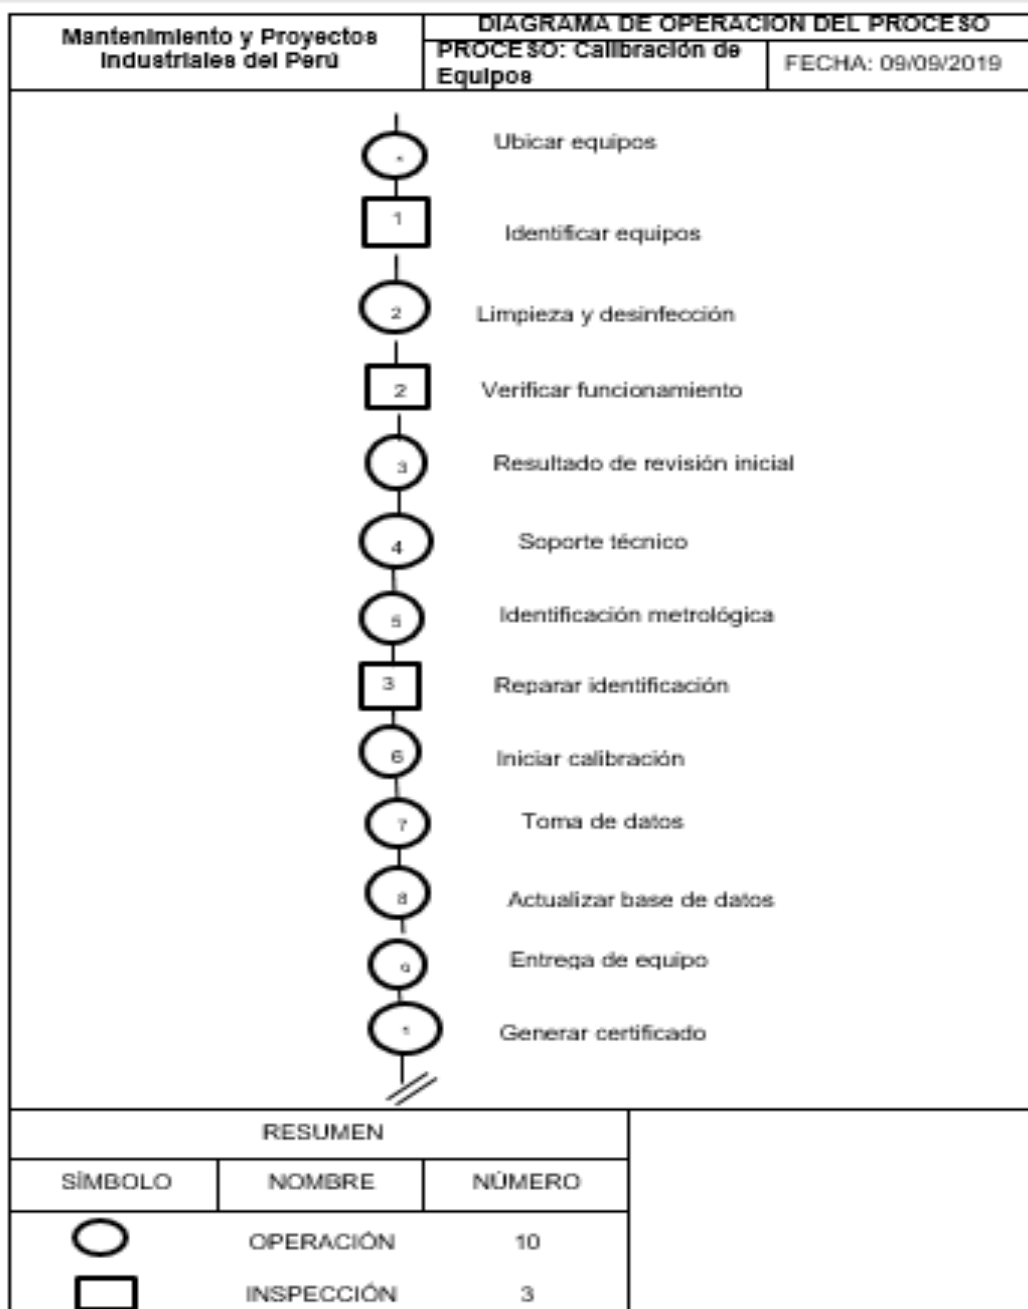 Mantenimiento y Proyectos
Industriales del Perú
DIAGRAMA DE OPERACION DEL PROCESO
PROCESO: Calibración de
Equipos
FECHA: 09/09/2019
Ubicar equipos
1
Identificar equipos
2
Limpieza y desinfección
2
Verificar funcionamiento
3
Resultado de revisión inicial
4
Soporte técnico
5
Identificación metrológica
3
Reparar identificación
6
Iniciar calibración
7
Toma de datos
8
Actualizar base de datos
9
Entrega de equipo
1
Generar certificado
RESUMEN
SÍMBOLO NOMBRE NÚMERO
OPERACIÓN 10
INSPECCIÓN 3